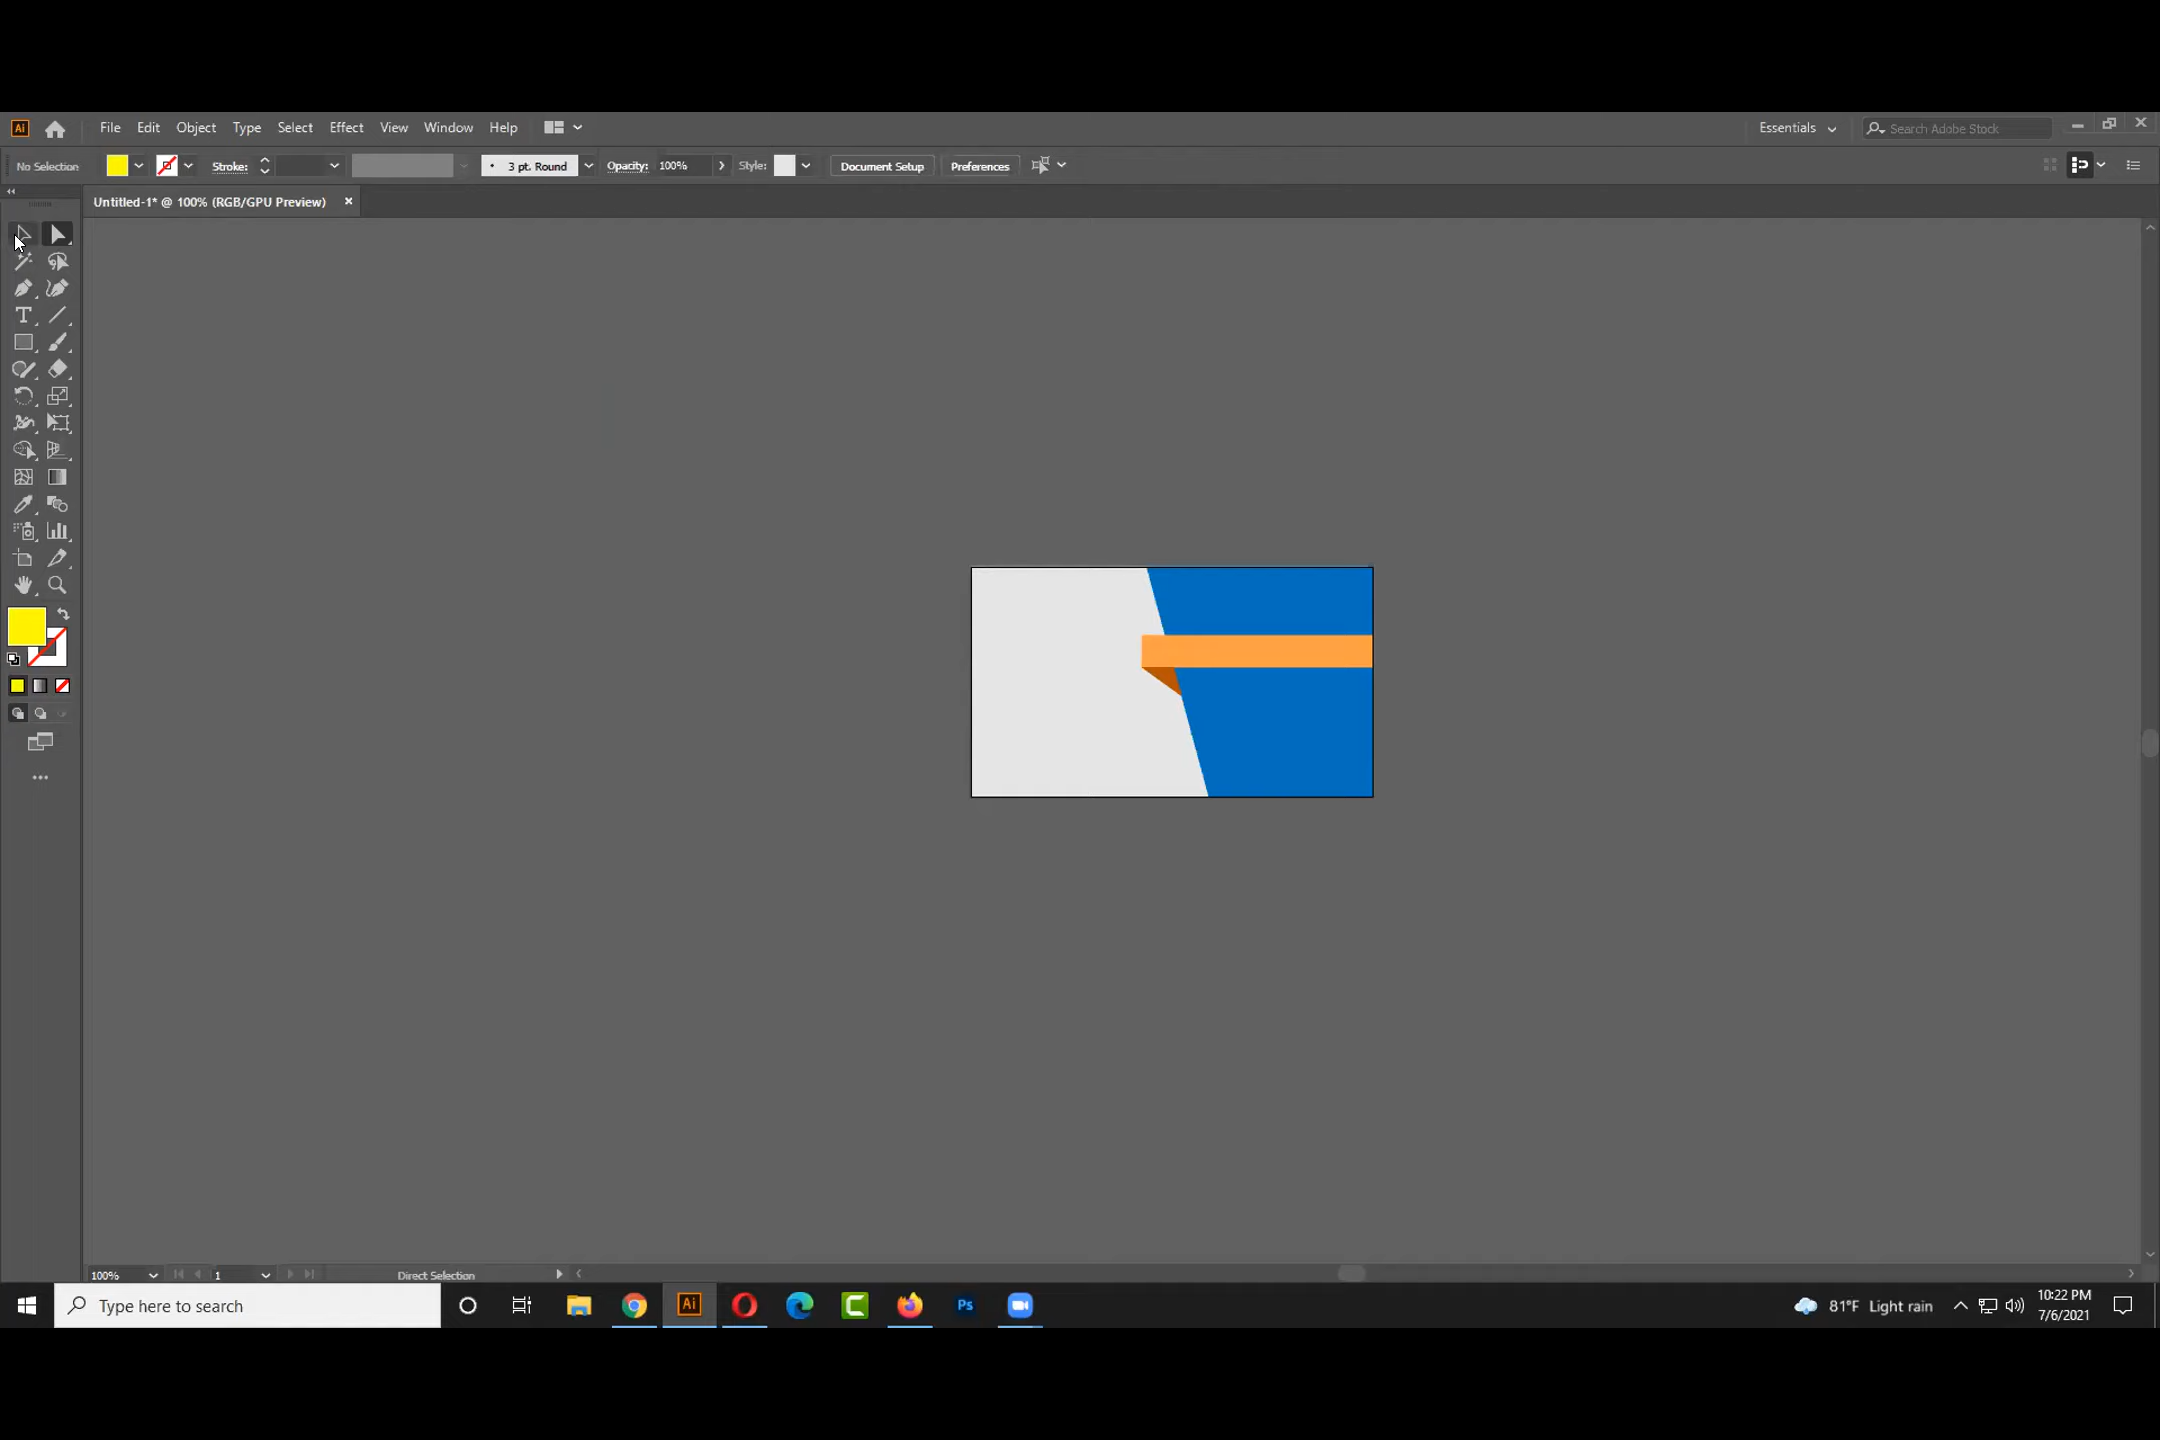 Ai File Edit Object Type Select Effect View Window Help Essentials Search Adobe Stock
No Selection Stroke: 3 pt. Round Opacity: 100% Style: Document Setup Preferences
Untitled-1* @ 100% (RGB/GPU Preview)
100% 1 Direct Selection
Type here to search Ai Ps 81°F Light rain 10:22 PM
7/6/2021